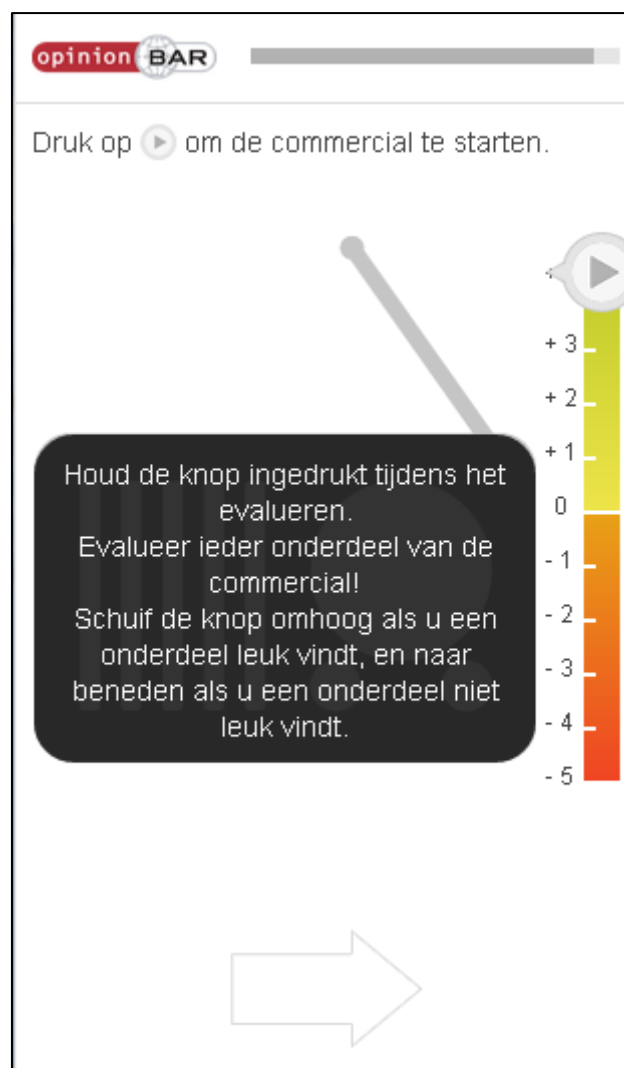 opinion BAR
Druk op om de commercial te starten.
+ 3
+ 2
+ 1
0
- 1
- 2
- 3
- 4
- 5
Houd de knop ingedrukt tijdens het
evalueren.
Evalueer ieder onderdeel van de
commercial!
Schuif de knop omhoog als u een
onderdeel leuk vindt, en naar
beneden als u een onderdeel niet
leuk vindt.